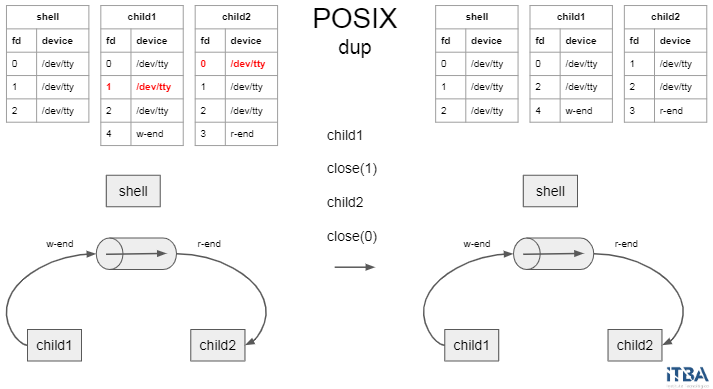 POSIX
dup
shell
fd device
0 /dev/tty
1 /dev/tty
2 /dev/tty
child1
fd device
0 /dev/tty
1 /dev/tty
2 /dev/tty
4 w-end
child2
fd device
0 /dev/tty
1 /dev/tty
2 /dev/tty
3 r-end
child1
close(1)
child2
close(0)
shell
fd device
0 /dev/tty
1 /dev/tty
2 /dev/tty
child1
fd device
0 /dev/tty
2 /dev/tty
4 w-end
child2
fd device
1 /dev/tty
2 /dev/tty
3 r-end
shell
w-end
r-end
child1
child2
shell
w-end
r-end
child1
child2
ITBA